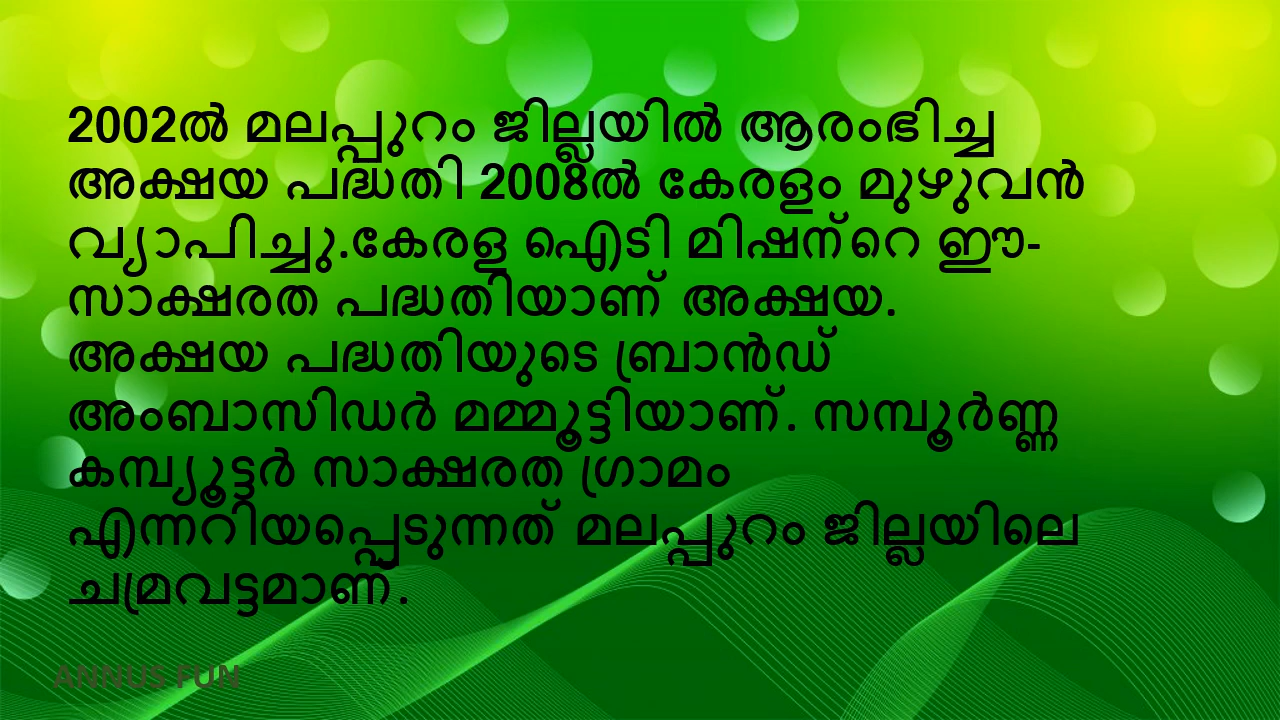 2002ൽ മലപ്പുറം ജില്ലയിൽ ആരംഭിച്ച
അക്ഷയ പദ്ധതി 2008ൽ കേരളം മുഴുവൻ
വ്യാപിച്ചു.കേരള ഐടി മിഷന്റെ ഈ-
സാക്ഷരത പദ്ധതിയാണ് അക്ഷയ.
അക്ഷയ പദ്ധതിയുടെ ബ്രാൻഡ്
അംബാസിഡർ മമ്മൂട്ടിയാണ്. സമ്പൂർണ്ണ
കമ്പ്യൂട്ടർ സാക്ഷരത ഗ്രാമം
എന്നറിയപ്പെടുന്നത് മലപ്പുറം ജില്ലയിലെ
ചമ്രവട്ടമാണ്.
ANNUS FUN